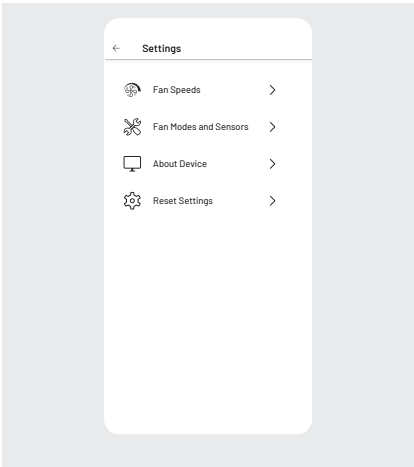 Settings
Fan Speeds
Fan Modes and Sensors
About Device
Reset Settings